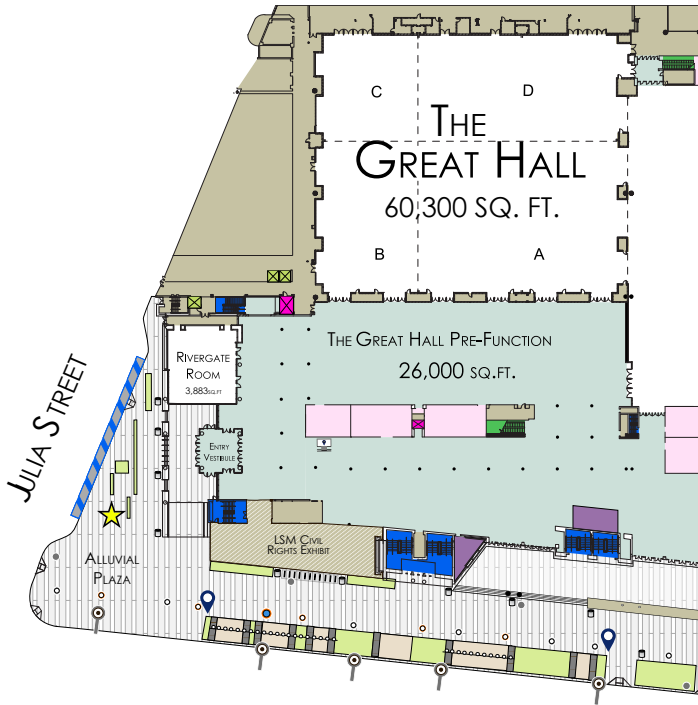 C
D
THE
GREAT HALL
60,300 SQ. FT.
B
A
THE GREAT HALL PRE-FUNCTION
26,000 SQ.FT.
RIVERGATE
ROOM
3,883SQ.FT
JULIA STREET
ENTRY
VESTIBULE
LSM CIVIL
RIGHTS EXHIBIT
ALLUVIAL
PLAZA